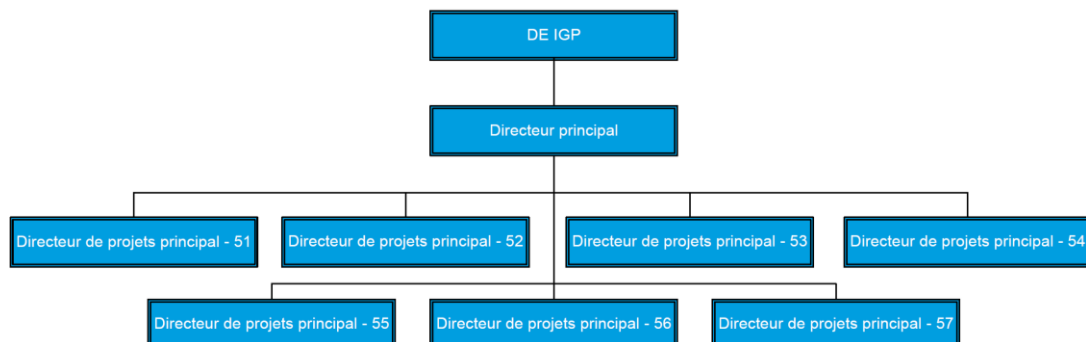 DE IGP
Directeur principal
Directeur de projets principal - 51
Directeur de projets principal - 52
Directeur de projets principal - 53
Directeur de projets principal - 54
Directeur de projets principal - 55
Directeur de projets principal - 56
Directeur de projets principal - 57